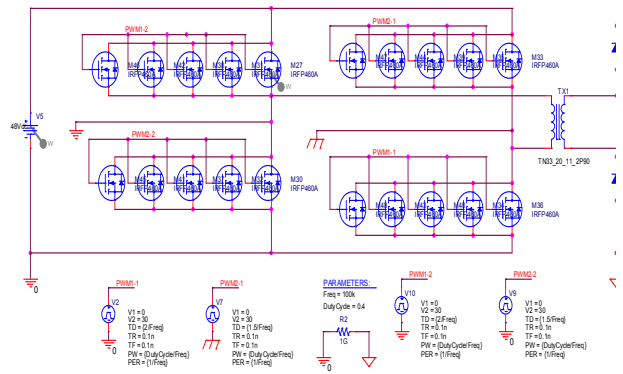 PWM1-2
PWM2-1
M27
IRFP460A
M33
IRFP460A
V5
48Vdc
W
W
TX1
TN33_20_11_2P90
PWM2-2
PWM1-1
M30
IRFP460A
M36
IRFP460A
0
PWM1-1
V2
V1 = 0
V2 = 30
TD = {2/Freq}
TR = 0.1n
TF = 0.1n
PW = {DutyCycle/Freq}
PER = {1/Freq}
0
PWM2-1
V7
V1 = 0
V2 = 30
TD = {1.5/Freq}
TR = 0.1n
TF = 0.1n
PW = {DutyCycle/Freq}
PER = {1/Freq}
PARAMETERS:
Freq = 100k
DutyCycle = 0.4
R2
1G
0
PWM1-2
V10
V1 = 0
V2 = 30
TD = {2/Freq}
TR = 0.1n
TF = 0.1n
PW = {DutyCycle/Freq}
PER = {1/Freq}
PWM2-2
V9
V1 = 0
V2 = 30
TD = {1.5/Freq}
TR = 0.1n
TF = 0.1n
PW = {DutyCycle/Freq}
PER = {1/Freq}
0